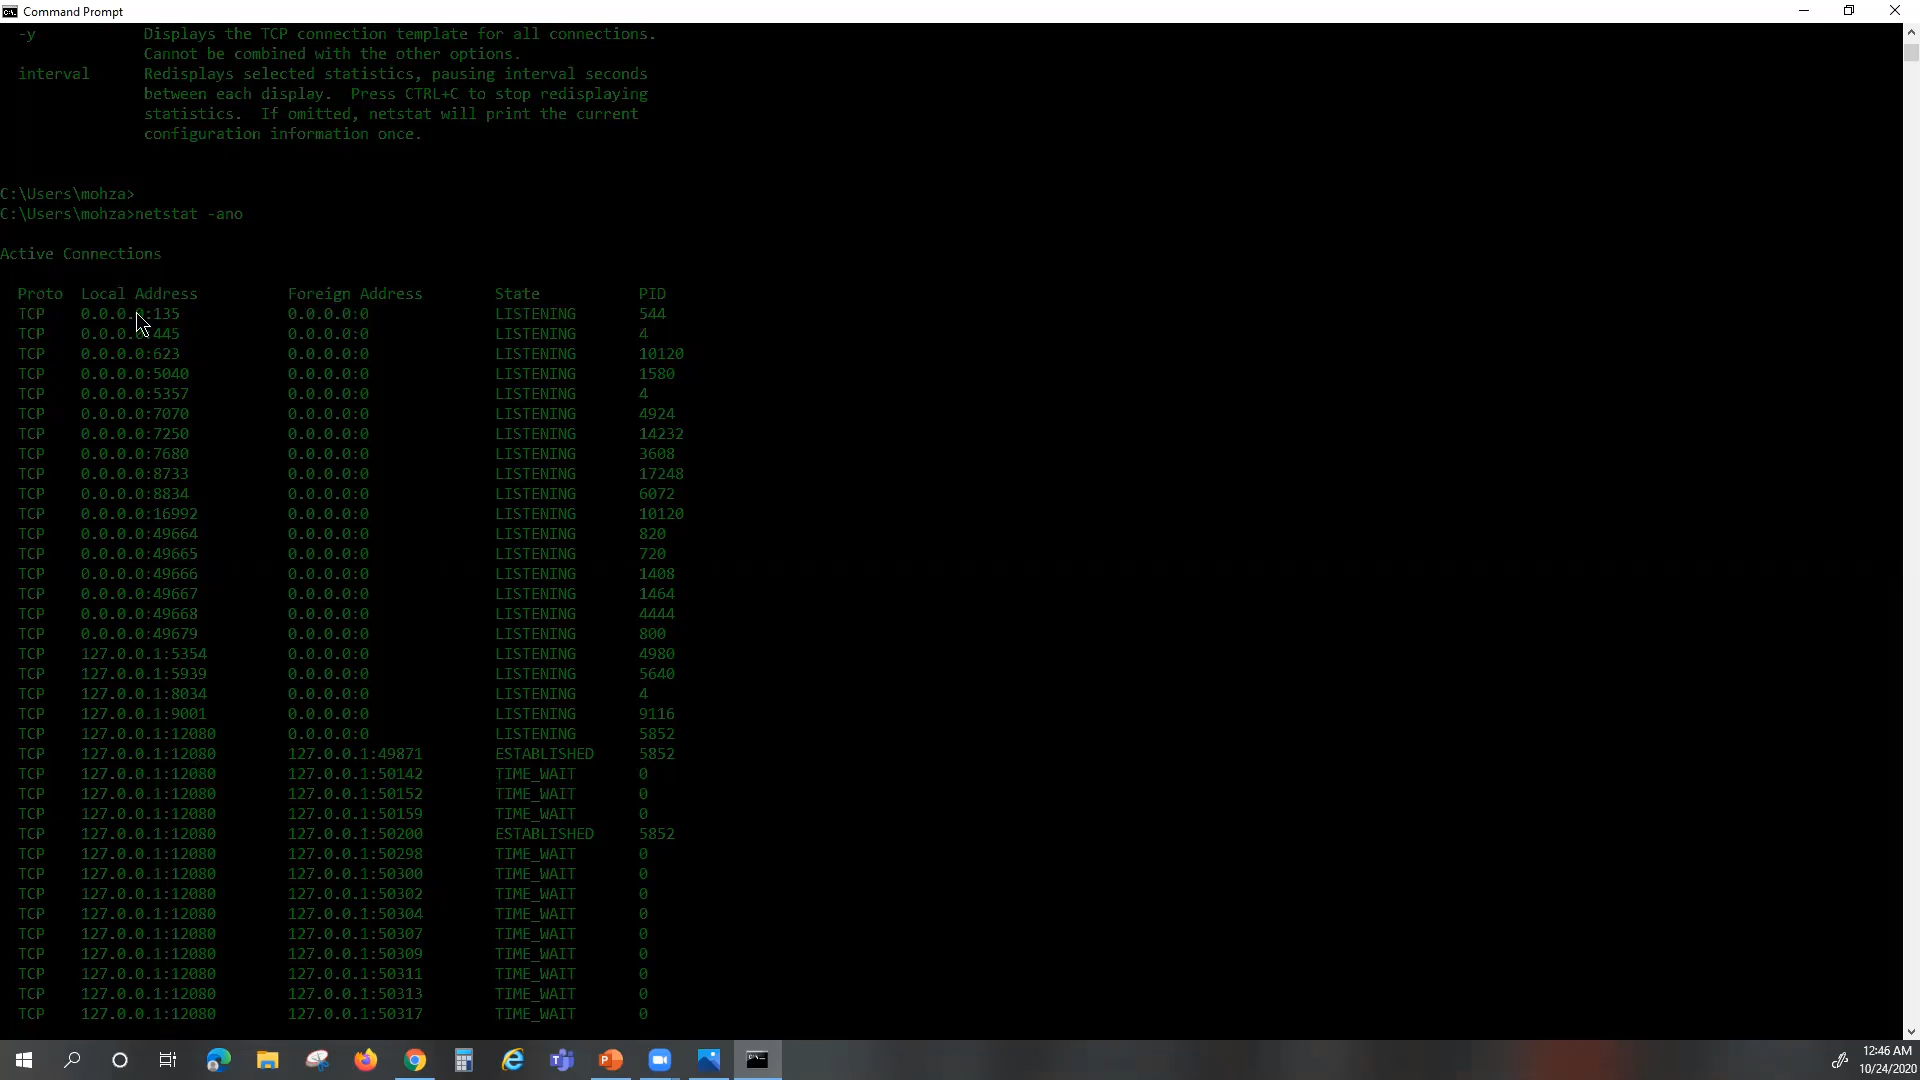 Command Prompt
-y Displays the TCP connection template for all connections.
Cannot be combined with the other options.
interval Redisplays selected statistics, pausing interval seconds
between each display. Press CTRL+C to stop redisplaying
statistics. If omitted, netstat will print the current
configuration information once.
C:\Users\mohza>
C:\Users\mohza>netstat -ano
Active Connections
Proto Local Address Foreign Address State PID
TCP 0.0.0.0:135 0.0.0.0:0 LISTENING 544
TCP 0.0.0.0:445 0.0.0.0:0 LISTENING 4
TCP 0.0.0.0:623 0.0.0.0:0 LISTENING 10120
TCP 0.0.0.0:5040 0.0.0.0:0 LISTENING 1580
TCP 0.0.0.0:5357 0.0.0.0:0 LISTENING 4
TCP 0.0.0.0:7070 0.0.0.0:0 LISTENING 4924
TCP 0.0.0.0:7250 0.0.0.0:0 LISTENING 14232
TCP 0.0.0.0:7680 0.0.0.0:0 LISTENING 3608
TCP 0.0.0.0:8733 0.0.0.0:0 LISTENING 17248
TCP 0.0.0.0:8834 0.0.0.0:0 LISTENING 6072
TCP 0.0.0.0:16992 0.0.0.0:0 LISTENING 10120
TCP 0.0.0.0:49664 0.0.0.0:0 LISTENING 820
TCP 0.0.0.0:49665 0.0.0.0:0 LISTENING 720
TCP 0.0.0.0:49666 0.0.0.0:0 LISTENING 1408
TCP 0.0.0.0:49667 0.0.0.0:0 LISTENING 1464
TCP 0.0.0.0:49668 0.0.0.0:0 LISTENING 4444
TCP 0.0.0.0:49679 0.0.0.0:0 LISTENING 800
TCP 127.0.0.1:5354 0.0.0.0:0 LISTENING 4980
TCP 127.0.0.1:5939 0.0.0.0:0 LISTENING 5640
TCP 127.0.0.1:8034 0.0.0.0:0 LISTENING 4
TCP 127.0.0.1:9001 0.0.0.0:0 LISTENING 9116
TCP 127.0.0.1:12080 0.0.0.0:0 LISTENING 5852
TCP 127.0.0.1:12080 127.0.0.1:49871 ESTABLISHED 5852
TCP 127.0.0.1:12080 127.0.0.1:50142 TIME_WAIT 0
TCP 127.0.0.1:12080 127.0.0.1:50152 TIME_WAIT 0
TCP 127.0.0.1:12080 127.0.0.1:50159 TIME_WAIT 0
TCP 127.0.0.1:12080 127.0.0.1:50200 ESTABLISHED 5852
TCP 127.0.0.1:12080 127.0.0.1:50298 TIME_WAIT 0
TCP 127.0.0.1:12080 127.0.0.1:50300 TIME_WAIT 0
TCP 127.0.0.1:12080 127.0.0.1:50302 TIME_WAIT 0
TCP 127.0.0.1:12080 127.0.0.1:50304 TIME_WAIT 0
TCP 127.0.0.1:12080 127.0.0.1:50307 TIME_WAIT 0
TCP 127.0.0.1:12080 127.0.0.1:50309 TIME_WAIT 0
TCP 127.0.0.1:12080 127.0.0.1:50311 TIME_WAIT 0
TCP 127.0.0.1:12080 127.0.0.1:50313 TIME_WAIT 0
TCP 127.0.0.1:12080 127.0.0.1:50317 TIME_WAIT 0
12:46 AM
10/24/2020